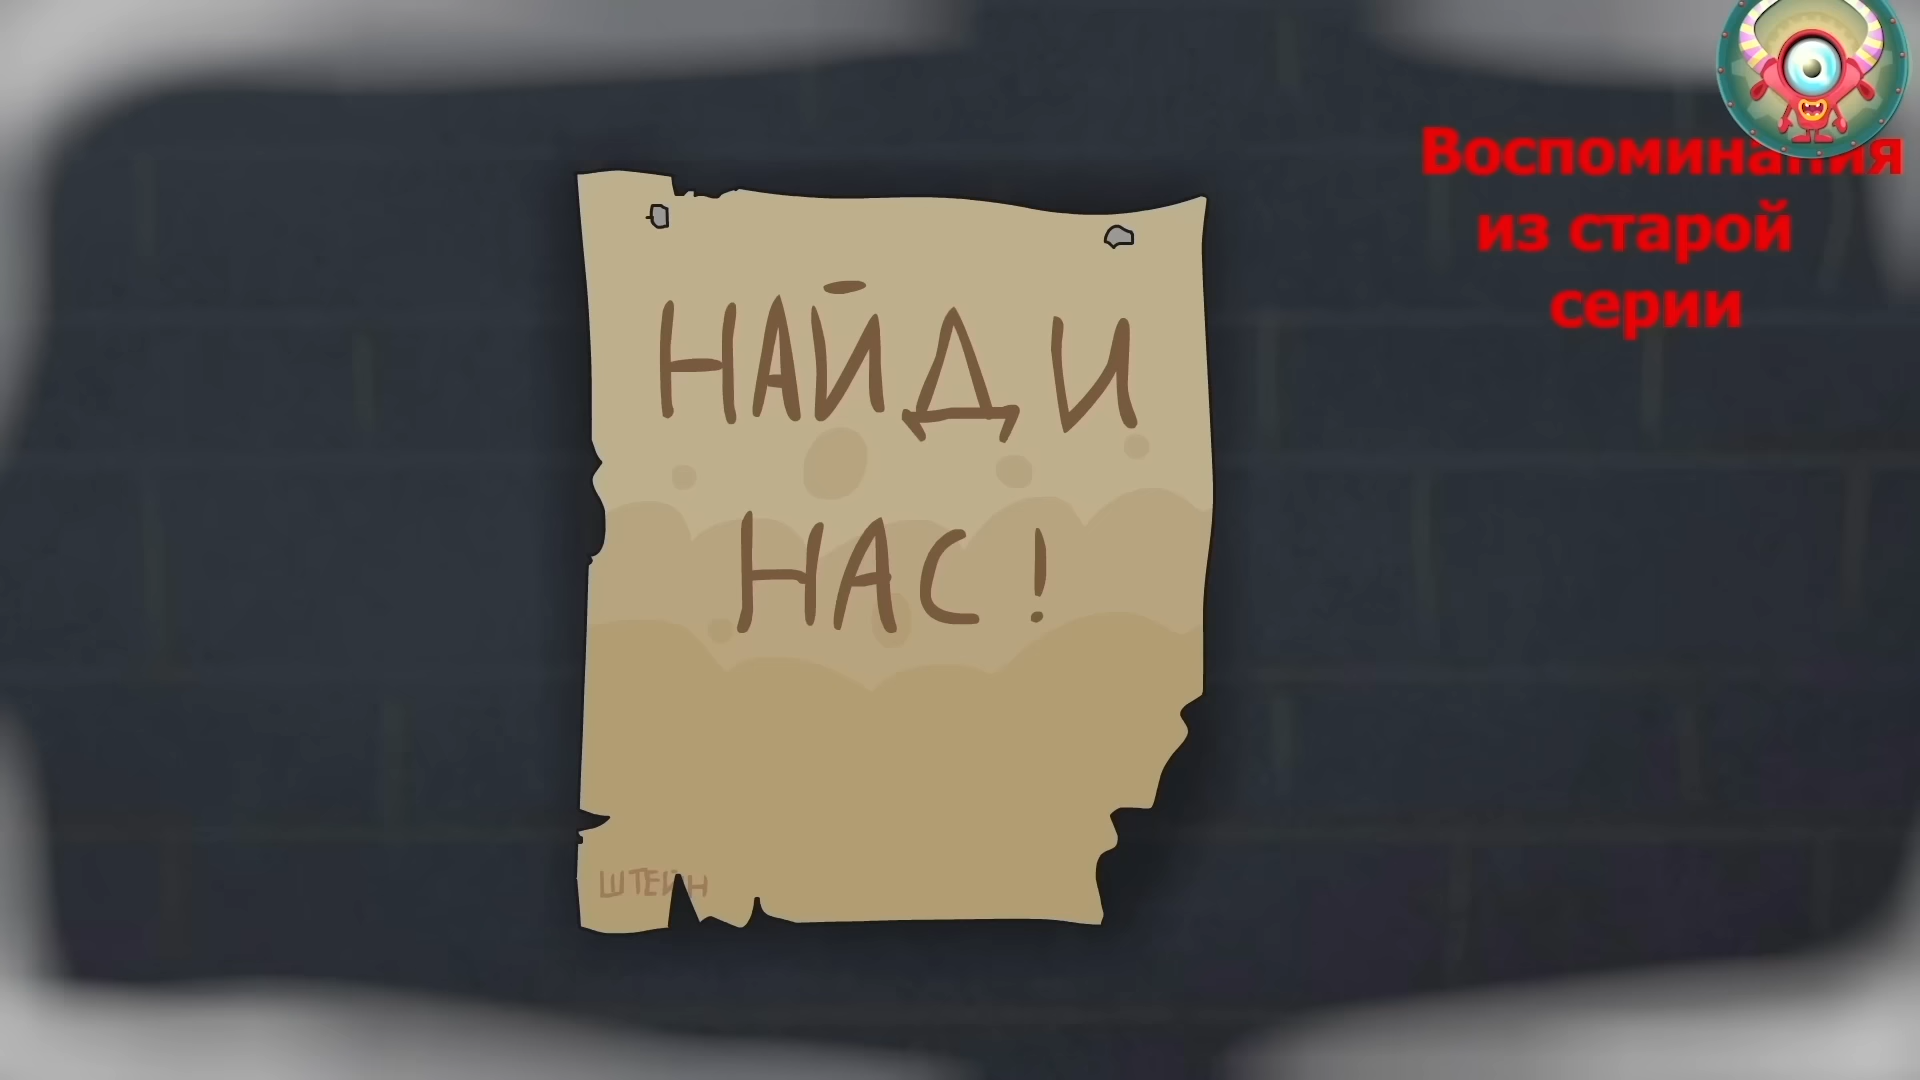 Воспоминания
из старой
серии
НАЙДИ
НАС!
ШТЕЙН